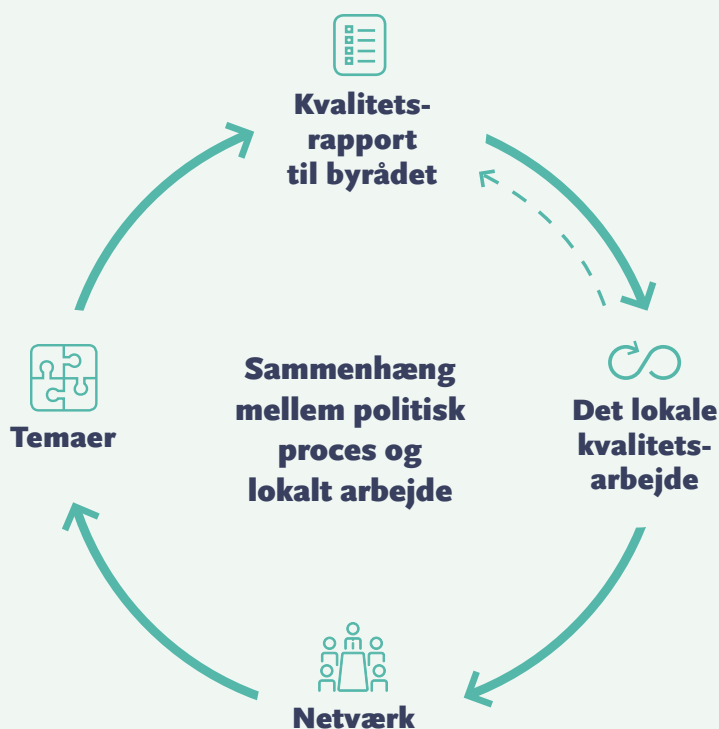 Kvalitets-
rapport
til byrådet
Sammenhæng
mellem politisk
proces og
lokalt arbejde
Det lokale
kvalitets-
arbejde
Netværk
Temaer